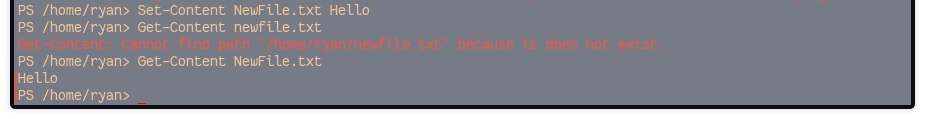 PS /home/ryan> Set-Content NewFile.txt Hello
PS /home/ryan> Get-Content newfile.txt
Get-Content: Cannot find path '/home/ryan/newfile.txt' because it does not exist.
PS /home/ryan> Get-Content NewFile.txt
Hello
PS /home/ryan> _